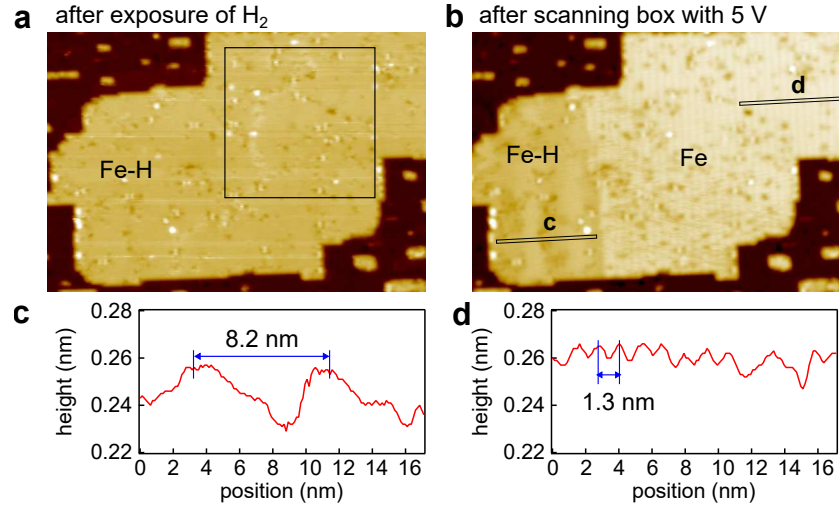 a after exposure of H₂
Fe-H
b after scanning box with 5 V
d
Fe-H
Fe
c
c
0.28
0.26
0.24
0.22
height (nm)
8.2 nm
0 2 4 6 8 10 12 14 16
position (nm)
d
0.28
0.26
0.24
0.22
height (nm)
1.3 nm
0 2 4 6 8 10 12 14 16
position (nm)